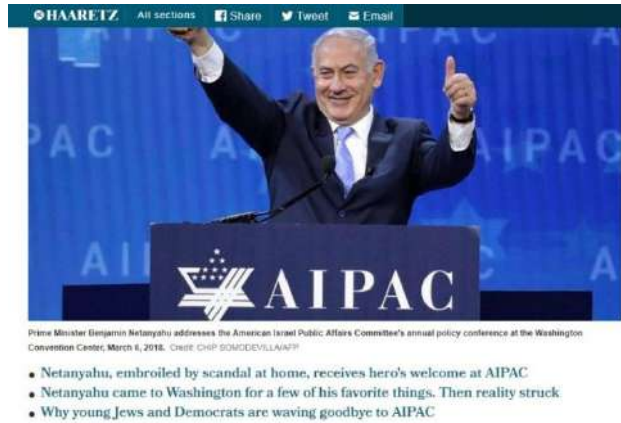 HAARETZ All sections Share Tweet Email
AIPAC
PAC
A
AIPAC
AI
A
AIPAC
Prime Minister Benjamin Netanyahu addresses the American Israel Public Affairs Committee's annual policy conference at the Washington
Convention Center, March 6, 2018. Credit: CHIP SOMODEVILLA/AFP
• Netanyahu, embroiled by scandal at home, receives hero's welcome at AIPAC
• Netanyahu came to Washington for a few of his favorite things. Then reality struck
• Why young Jews and Democrats are waving goodbye to AIPAC